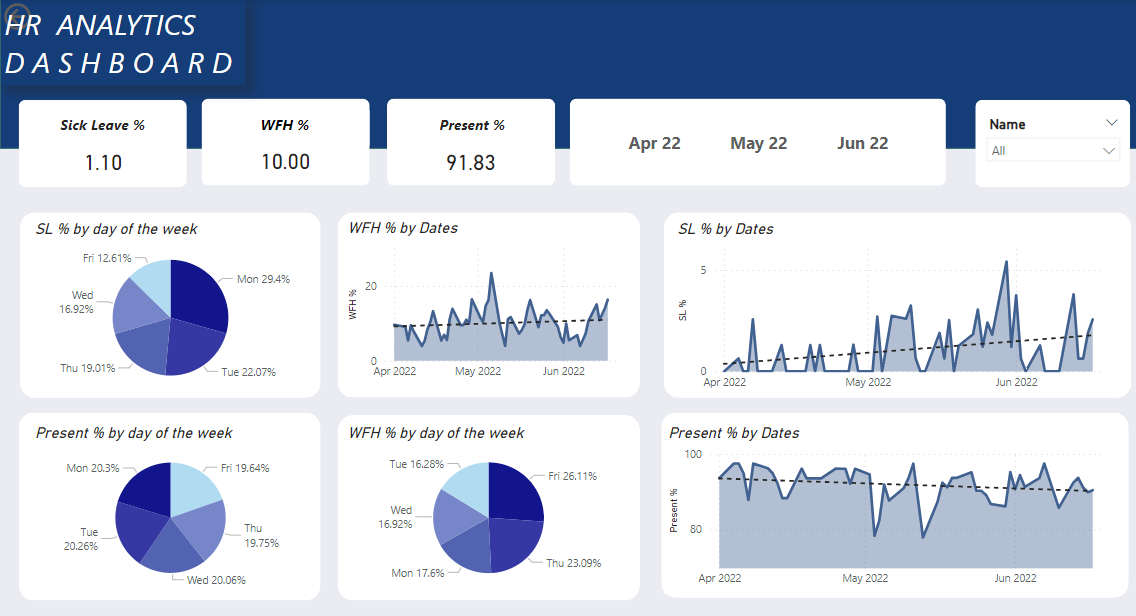 HR ANALYTICS
DASHBOARD
Sick Leave %
1.10
WFH %
10.00
Present %
91.83
Apr 22 May 22 Jun 22
Name
All
SL % by day of the week
Fri 12.61%
Mon 29.4%
Wed
16.92%
Thu 19.01%
Tue 22.07%
WFH % by Dates
WFH %
20
0
Apr 2022 May 2022 Jun 2022
SL % by Dates
SL %
5
0
Apr 2022 May 2022 Jun 2022
Present % by day of the week
Mon 20.3%
Fri 19.64%
Tue
20.26%
Thu
19.75%
Wed 20.06%
WFH % by day of the week
Tue 16.28%
Fri 26.11%
Wed
16.92%
Mon 17.6%
Thu 23.09%
Present % by Dates
Present %
100
80
Apr 2022 May 2022 Jun 2022